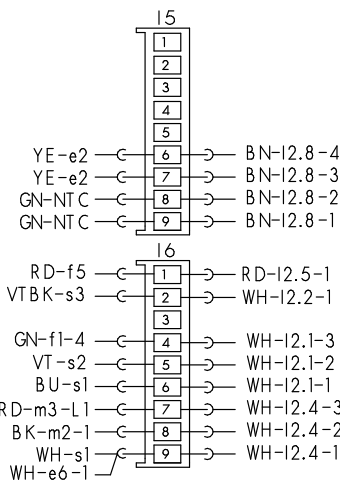 15
1
2
3
4
5
YE-e2 6 BN-12.8-4
YE-e2 7 BN-12.8-3
GN-NTC 8 BN-12.8-2
GN-NTC 9 BN-12.8-1
16
RD-f5 1 RD-12.5-1
VTBK-s3 2 WH-12.2-1
3
GN-f1-4 4 WH-12.1-3
VT-s2 5 WH-12.1-2
BU-s1 6 WH-12.1-1
RD-m3-L1 7 WH-12.4-3
BK-m2-1 8 WH-12.4-2
WH-s1 9 WH-12.4-1
WH-e6-1